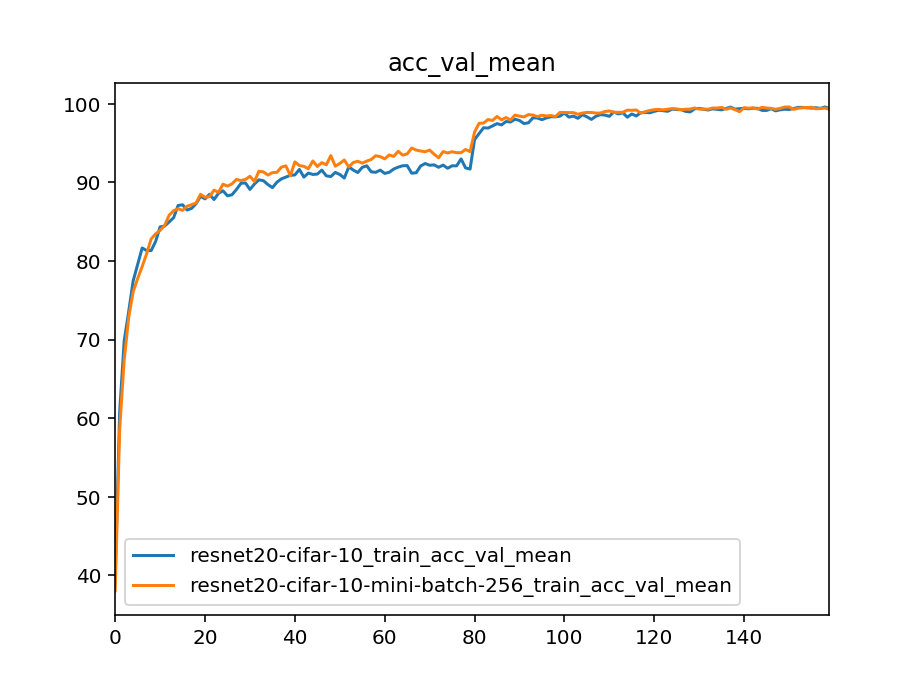 acc_val_mean
100
90
80
70
60
50
40
resnet20-cifar-10_train_acc_val_mean
resnet20-cifar-10-mini-batch-256_train_acc_val_mean
0 20 40 60 80 100 120 140